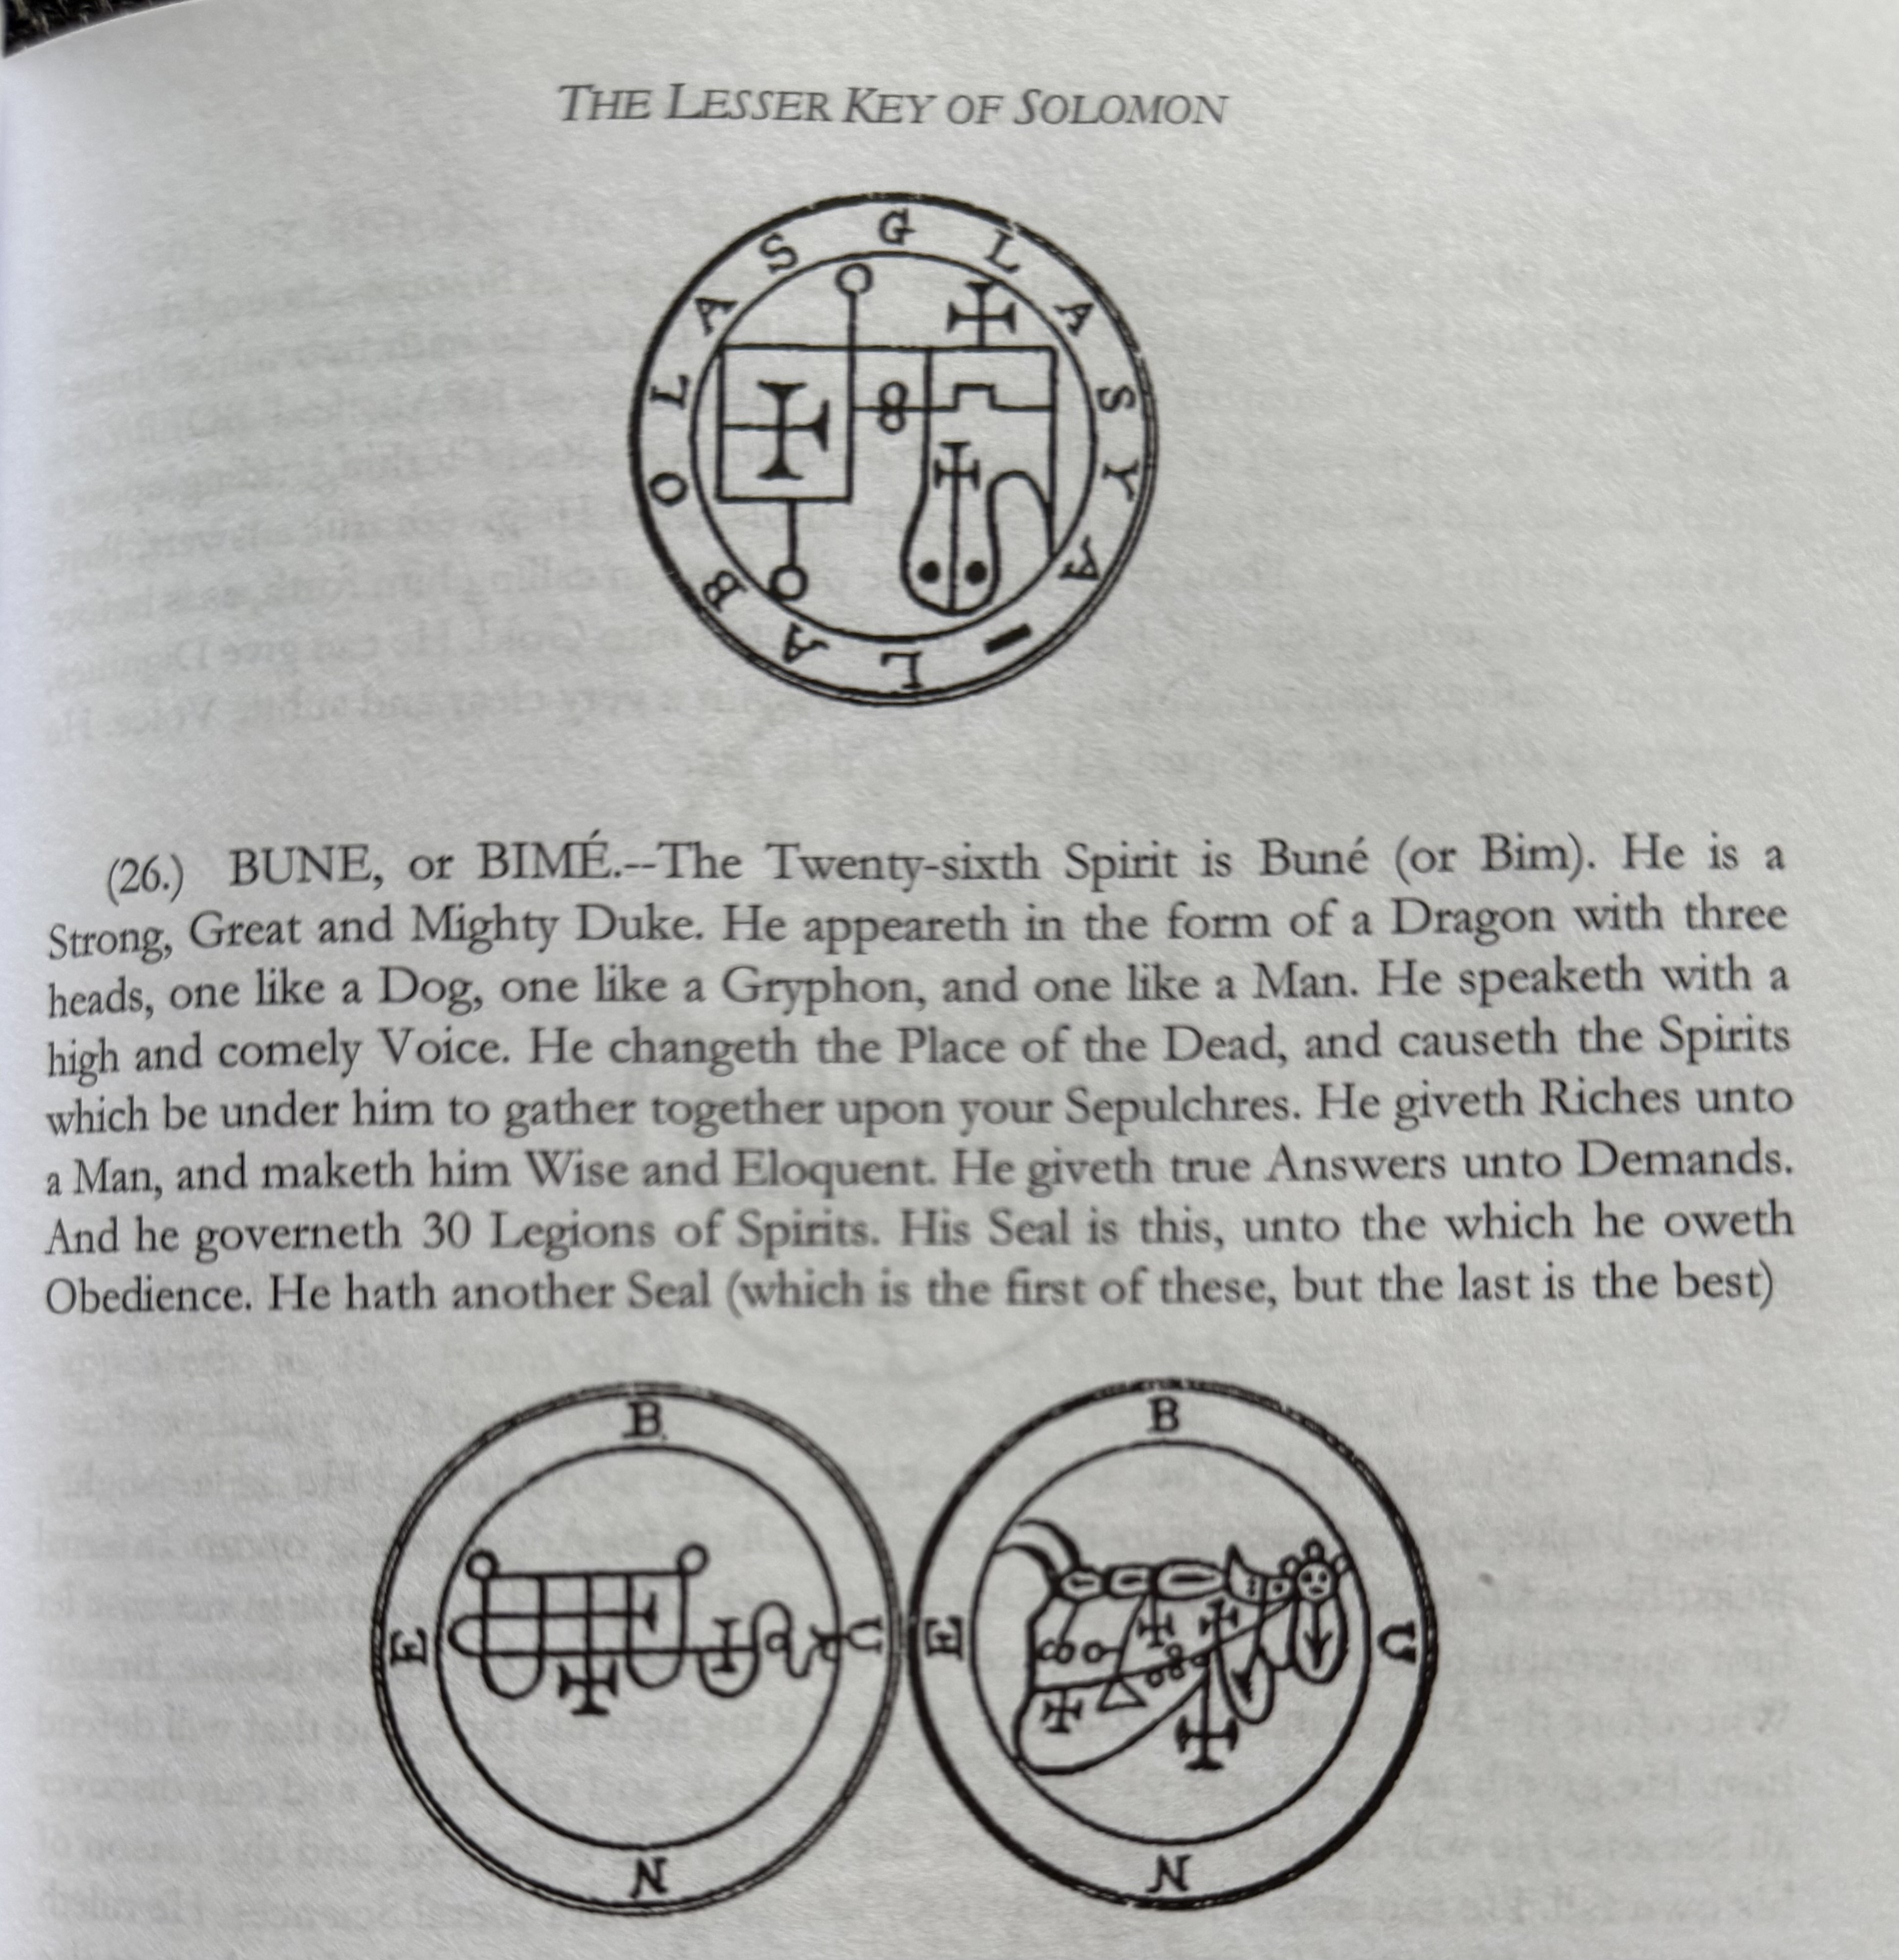 THE LESSER KEY OF SOLOMON
GLASYA-LABOLAS
(26.) BUNE, or BIMÉ.--The Twenty-sixth Spirit is Buné (or Bim). He is a
Strong, Great and Mighty Duke. He appeareth in the form of a Dragon with three
heads, one like a Dog, one like a Gryphon, and one like a Man. He speaketh with a
high and comely Voice. He changeth the Place of the Dead, and causeth the Spirits
which be under him to gather together upon your Sepulchres. He giveth Riches unto
a Man, and maketh him Wise and Eloquent. He giveth true Answers unto Demands.
And he governeth 30 Legions of Spirits. His Seal is this, unto the which he oweth
Obedience. He hath another Seal (which is the first of these, but the last is the best)
BUNE
BUNE